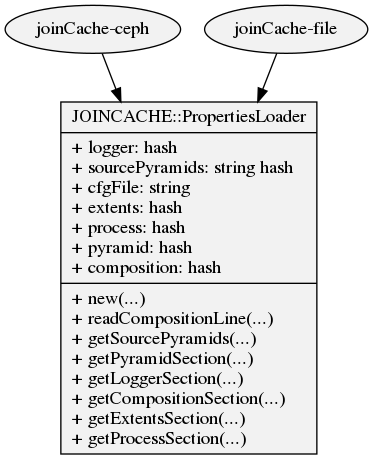 joinCache-ceph
joinCache-file
JOINCACHE::PropertiesLoader
+ logger: hash
+ sourcePyramids: string hash
+ cfgFile: string
+ extents: hash
+ process: hash
+ pyramid: hash
+ composition: hash
+ new(...)
+ readCompositionLine(...)
+ getSourcePyramids(...)
+ getPyramidSection(...)
+ getLoggerSection(...)
+ getCompositionSection(...)
+ getExtentsSection(...)
+ getProcessSection(...)